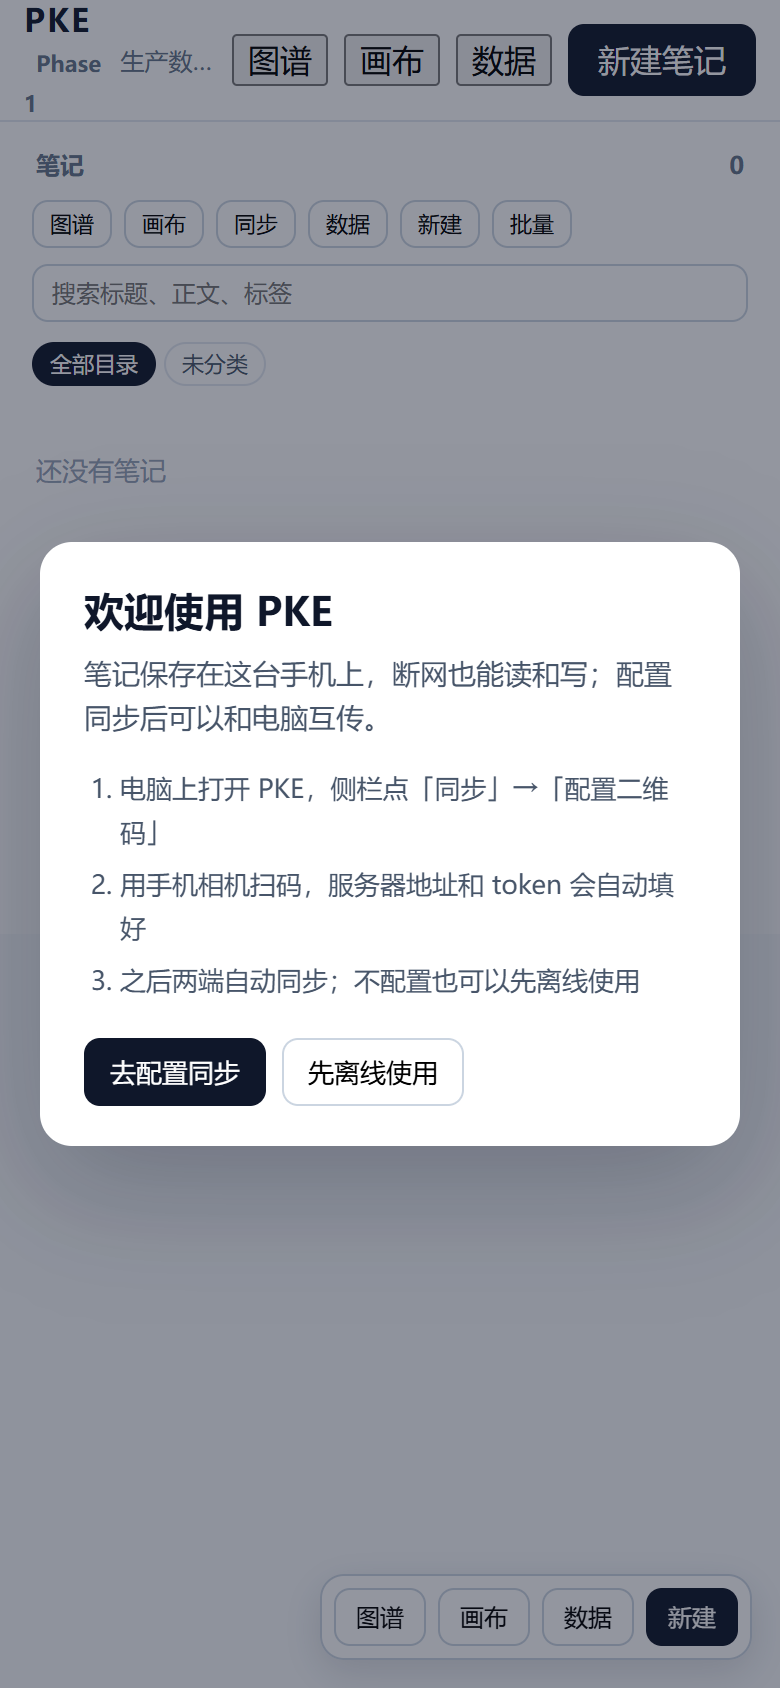 PKE
Phase
1
生产数...
图谱
画布
数据
新建笔记
笔记
0
图谱
画布
同步
数据
新建
批量
搜索标题、正文、标签
全部目录
未分类
还没有笔记
欢迎使用 PKE
笔记保存在这台手机上，断网也能读和写；配置
同步后可以和电脑互传。
1. 电脑上打开 PKE，侧栏点「同步」→「配置二维
码」
2. 用手机相机扫码，服务器地址和 token 会自动填
好
3. 之后两端自动同步；不配置也可以先离线使用
去配置同步
先离线使用
图谱
画布
数据
新建